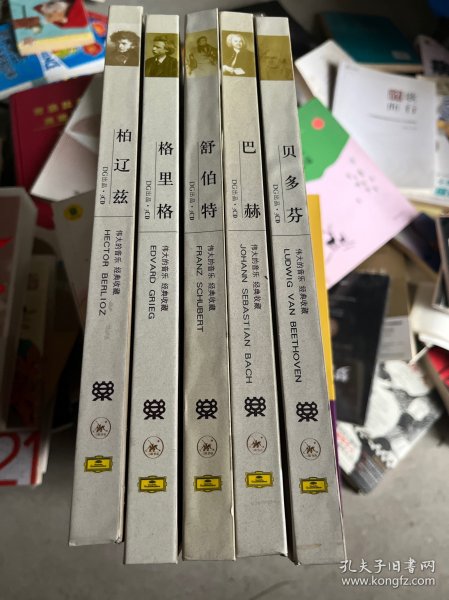 柏辽兹
DG出品·2CD
伟大的音乐 经典收藏
HECTOR BERLIOZ
格里格
DG出品·2CD
伟大的音乐 经典收藏
EDVARD GRIEG
舒伯特
DG出品·2CD
伟大的音乐 经典收藏
FRANZ SCHUBERT
巴赫
DG出品·2CD
伟大的音乐 经典收藏
JOHANN SEBASTIAN BACH
贝多芬
DG出品·2CD
伟大的音乐 经典收藏
LUDWIG VAN BEETHOVEN
孔夫子旧书网
www.kongfz.com